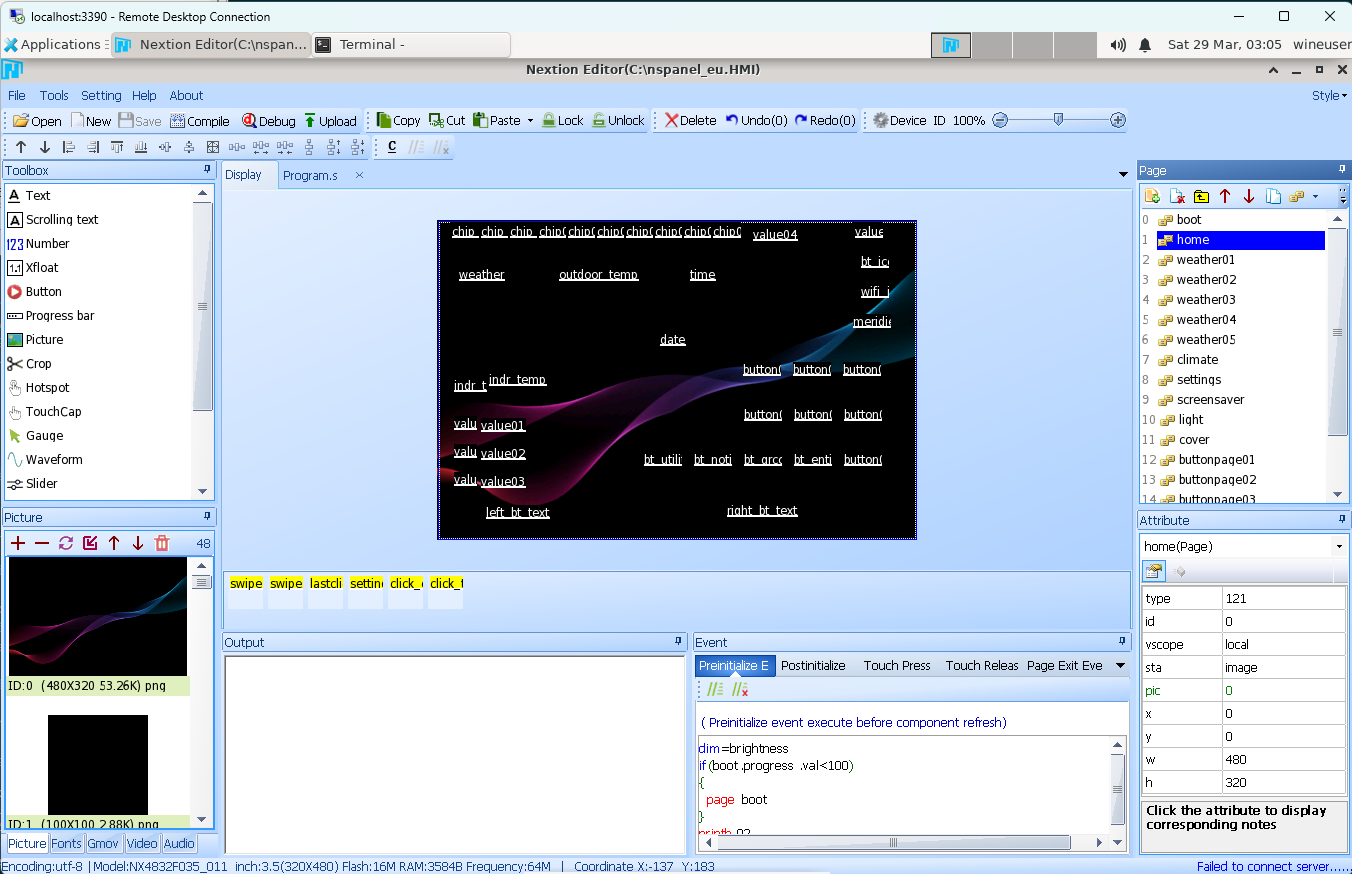 localhost:3390 - Remote Desktop Connection
Applications
Nextion Editor(C:\nspan...
Terminal -
Sat 29 Mar, 03:05
wineuser
Nextion Editor(C:\nspanel_eu.HMI)
File Tools Setting Help About
Style
Open New Save Compile Debug Upload Copy Cut Paste Lock Unlock Delete Undo(0) Redo(0) Device ID 100%
C
Toolbox
Text
Scrolling text
123 Number
1.1 Xfloat
Button
Progress bar
Picture
Crop
Hotspot
TouchCap
Gauge
Waveform
Slider
Picture
48
ID:0 (480X320 53.26K) png
ID:1 (100X100 2.88K) png
Picture Fonts Gmov Video Audio
Display
Program.s
chip_ chip_ chip_ chip( chip( chip( chip( chip( chip( chip0 value04 value
bt_ico
weather outdoor_temp time
wifi_i
meridie
date
button( button( button(
indr_t indr_temp
button( button( button(
valu value01
valu value02
bt_utili bt_noti bt_qrco bt_enti button(
valu value03
left_bt_text right_bt_text
swipe swipe lastcli settin click_ click_t
Output
Event
Preinitialize E Postinitialize Touch Press Touch Releas Page Exit Eve
( Preinitialize event execute before component refresh)
dim=brightness
if(boot.progress .val<100)
{
page boot
}
printh 02
Page
0 boot
1 home
2 weather01
3 weather02
4 weather03
5 weather04
6 weather05
7 climate
8 settings
9 screensaver
10 light
11 cover
12 buttonpage01
13 buttonpage02
14 buttonpage03
Attribute
home(Page)
type 121
id 0
vscope local
sta image
pic 0
x 0
y 0
w 480
h 320
Click the attribute to display
corresponding notes
Encoding:utf-8 |Model:NX4832F035_011 inch:3.5(320X480) Flash:16M RAM:3584B Frequency:64M | Coordinate X:-137 Y:183
Failed to connect server......